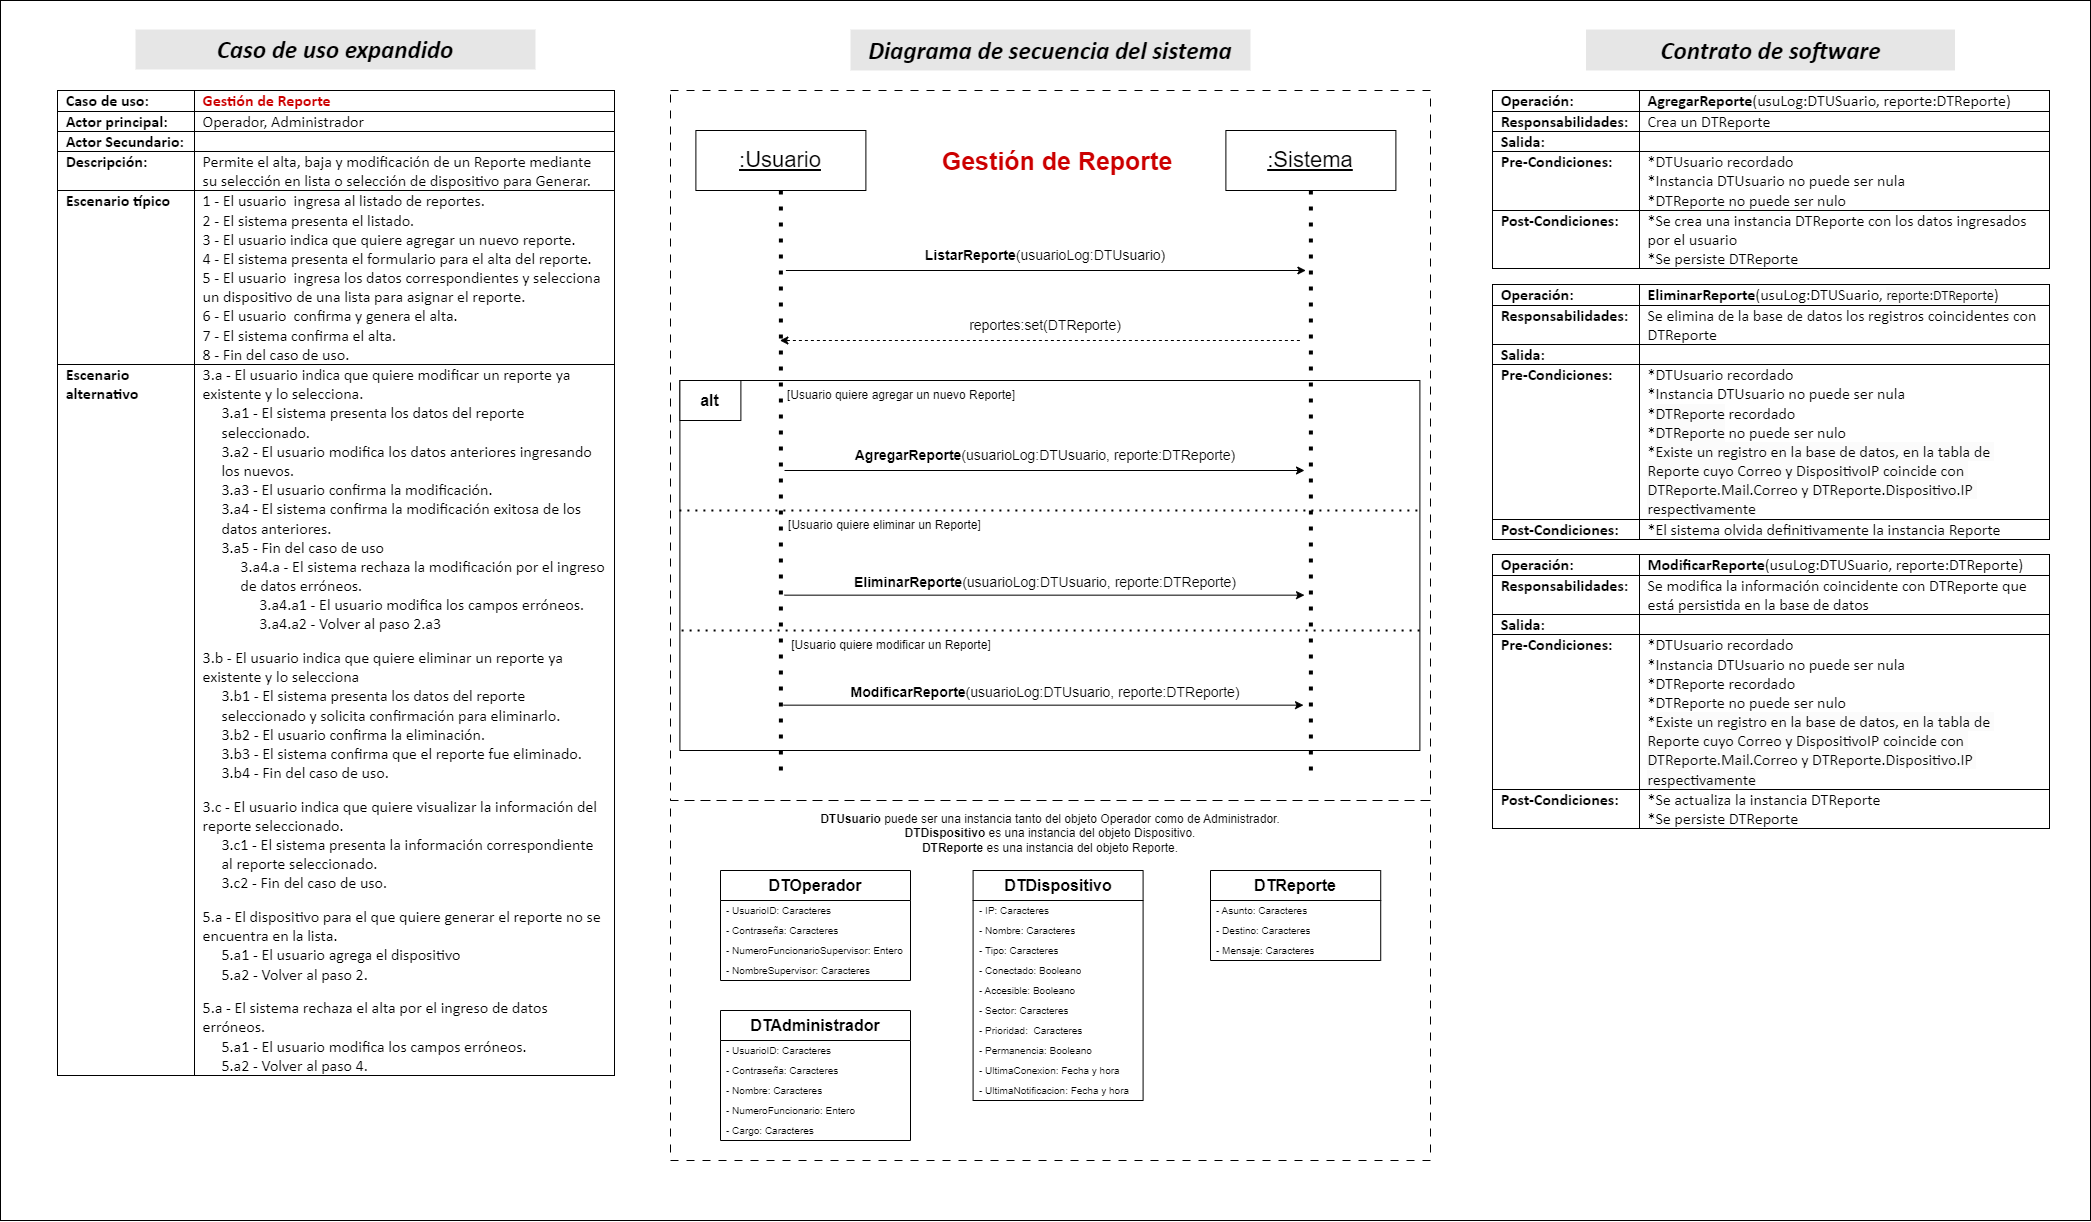 Caso de uso expandido
Caso de uso: Gestión de Reporte
Actor principal: Operador, Administrador
Actor Secundario:
Descripción: Permite el alta, baja y modificación de un Reporte mediante
su selección en lista o selección de dispositivo para Generar.
Escenario típico 1 - El usuario  ingresa al listado de reportes.
2 - El sistema presenta el listado.
3 - El usuario indica que quiere agregar un nuevo reporte.
4 - El sistema presenta el formulario para el alta del reporte.
5 - El usuario  ingresa los datos correspondientes y selecciona
un dispositivo de una lista para asignar el reporte.
6 - El usuario  confirma y genera el alta.
7 - El sistema confirma el alta.
8 - Fin del caso de uso.
Escenario
alternativo
3.a - El usuario indica que quiere modificar un reporte ya
existente y lo selecciona.
3.a1 - El sistema presenta los datos del reporte
seleccionado.
3.a2 - El usuario modifica los datos anteriores ingresando
los nuevos.
3.a3 - El usuario confirma la modificación.
3.a4 - El sistema confirma la modificación exitosa de los
datos anteriores.
3.a5 - Fin del caso de uso
3.a4.a - El sistema rechaza la modificación por el ingreso
de datos erróneos.
3.a4.a1 - El usuario modifica los campos erróneos.
3.a4.a2 - Volver al paso 2.a3
3.b - El usuario indica que quiere eliminar un reporte ya
existente y lo selecciona
3.b1 - El sistema presenta los datos del reporte
seleccionado y solicita confirmación para eliminarlo.
3.b2 - El usuario confirma la eliminación.
3.b3 - El sistema confirma que el reporte fue eliminado.
3.b4 - Fin del caso de uso.
3.c - El usuario indica que quiere visualizar la información del
reporte seleccionado.
3.c1 - El sistema presenta la información correspondiente
al reporte seleccionado.
3.c2 - Fin del caso de uso.
5.a - El dispositivo para el que quiere generar el reporte no se
encuentra en la lista.
5.a1 - El usuario agrega el dispositivo
5.a2 - Volver al paso 2.
5.a - El sistema rechaza el alta por el ingreso de datos
erróneos.
5.a1 - El usuario modifica los campos erróneos.
5.a2 - Volver al paso 4.
Diagrama de secuencia del sistema
:Usuario
Gestión de Reporte
:Sistema
ListarReporte(usuarioLog:DTUsuario)
reportes:set(DTReporte)
alt
[Usuario quiere agregar un nuevo Reporte]
AgregarReporte(usuarioLog:DTUsuario, reporte:DTReporte)
[Usuario quiere eliminar un Reporte]
EliminarReporte(usuarioLog:DTUsuario, reporte:DTReporte)
[Usuario quiere modificar un Reporte]
ModificarReporte(usuarioLog:DTUsuario, reporte:DTReporte)
DTUsuario puede ser una instancia tanto del objeto Operador como de Administrador.
DTDispositivo es una instancia del objeto Dispositivo.
DTReporte es una instancia del objeto Reporte.
DTOperador
- UsuarioID: Caracteres
- Contraseña: Caracteres
- NumeroFuncionarioSupervisor: Entero
- NombreSupervisor: Caracteres
DTAdministrador
- UsuarioID: Caracteres
- Contraseña: Caracteres
- Nombre: Caracteres
- NumeroFuncionario: Entero
- Cargo: Caracteres
DTDispositivo
- IP: Caracteres
- Nombre: Caracteres
- Tipo: Caracteres
- Conectado: Booleano
- Accesible: Booleano
- Sector: Caracteres
- Prioridad:  Caracteres
- Permanencia: Booleano
- UltimaConexion: Fecha y hora
- UltimaNotificacion: Fecha y hora
DTReporte
- Asunto: Caracteres
- Destino: Caracteres
- Mensaje: Caracteres
Contrato de software
Operación: AgregarReporte(usuLog:DTUSuario, reporte:DTReporte)
Responsabilidades: Crea un DTReporte
Salida:
Pre-Condiciones: *DTUsuario recordado
*Instancia DTUsuario no puede ser nula
*DTReporte no puede ser nulo
Post-Condiciones: *Se crea una instancia DTReporte con los datos ingresados
por el usuario
*Se persiste DTReporte
Operación: EliminarReporte(usuLog:DTUSuario, reporte:DTReporte)
Responsabilidades: Se elimina de la base de datos los registros coincidentes con
DTReporte
Salida:
Pre-Condiciones: *DTUsuario recordado
*Instancia DTUsuario no puede ser nula
*DTReporte recordado
*DTReporte no puede ser nulo
*Existe un registro en la base de datos, en la tabla de
Reporte cuyo Correo y DispositivoIP coincide con
DTReporte.Mail.Correo y DTReporte.Dispositivo.IP
respectivamente
Post-Condiciones: *El sistema olvida definitivamente la instancia Reporte
Operación: ModificarReporte(usuLog:DTUSuario, reporte:DTReporte)
Responsabilidades: Se modifica la información coincidente con DTReporte que
está persistida en la base de datos
Salida:
Pre-Condiciones: *DTUsuario recordado
*Instancia DTUsuario no puede ser nula
*DTReporte recordado
*DTReporte no puede ser nulo
*Existe un registro en la base de datos, en la tabla de
Reporte cuyo Correo y DispositivoIP coincide con
DTReporte.Mail.Correo y DTReporte.Dispositivo.IP
respectivamente
Post-Condiciones: *Se actualiza la instancia DTReporte
*Se persiste DTReporte